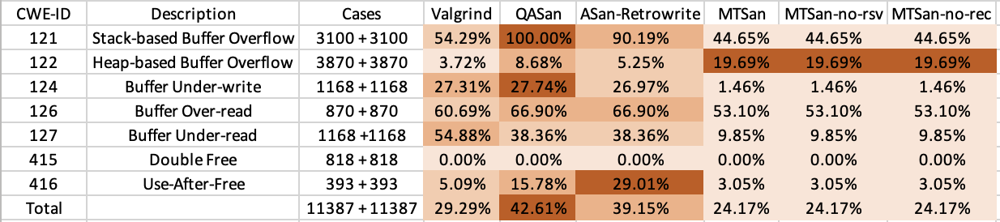 CWE-ID Description Cases Valgrind QASan ASan-Retrowrite MTSan MTSan-no-rsv MTSan-no-rec
121 Stack-based Buffer Overflow 3100 + 3100 54.29% 100.00% 90.19% 44.65% 44.65% 44.65%
122 Heap-based Buffer Overflow 3870 + 3870 3.72% 8.68% 5.25% 19.69% 19.69% 19.69%
124 Buffer Under-write 1168 + 1168 27.31% 27.74% 26.97% 1.46% 1.46% 1.46%
126 Buffer Over-read 870 + 870 60.69% 66.90% 66.90% 53.10% 53.10% 53.10%
127 Buffer Under-read 1168 +1168 54.88% 38.36% 38.36% 9.85% 9.85% 9.85%
415 Double Free 818 + 818 0.00% 0.00% 0.00% 0.00% 0.00% 0.00%
416 Use-After-Free 393 + 393 5.09% 15.78% 29.01% 3.05% 3.05% 3.05%
Total 11387 + 11387 29.29% 42.61% 39.15% 24.17% 24.17% 24.17%